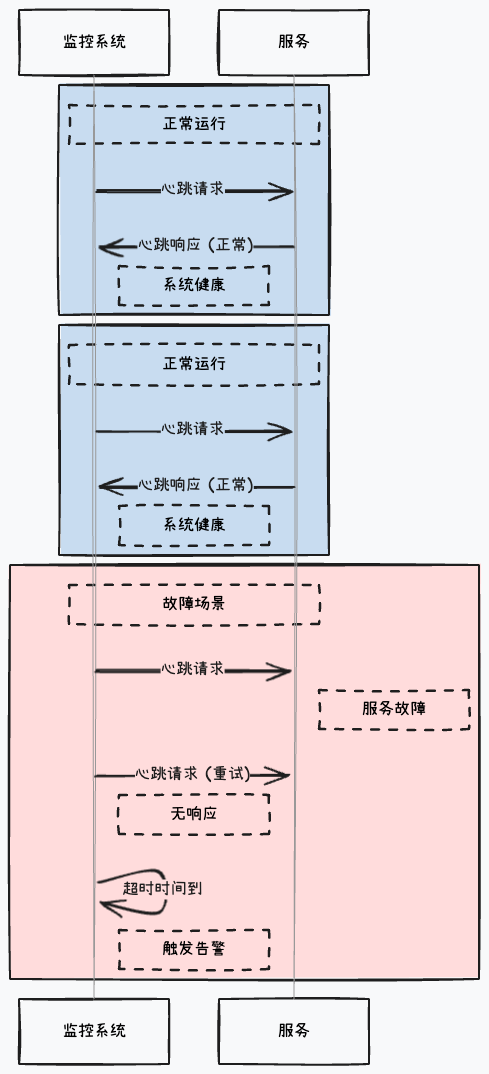 监控系统
服务
正常运行
心跳请求
心跳响应 (正常)
系统健康
正常运行
心跳请求
心跳响应 (正常)
系统健康
故障场景
心跳请求
服务故障
心跳请求 (重试)
无响应
超时时间到
触发告警
监控系统
服务